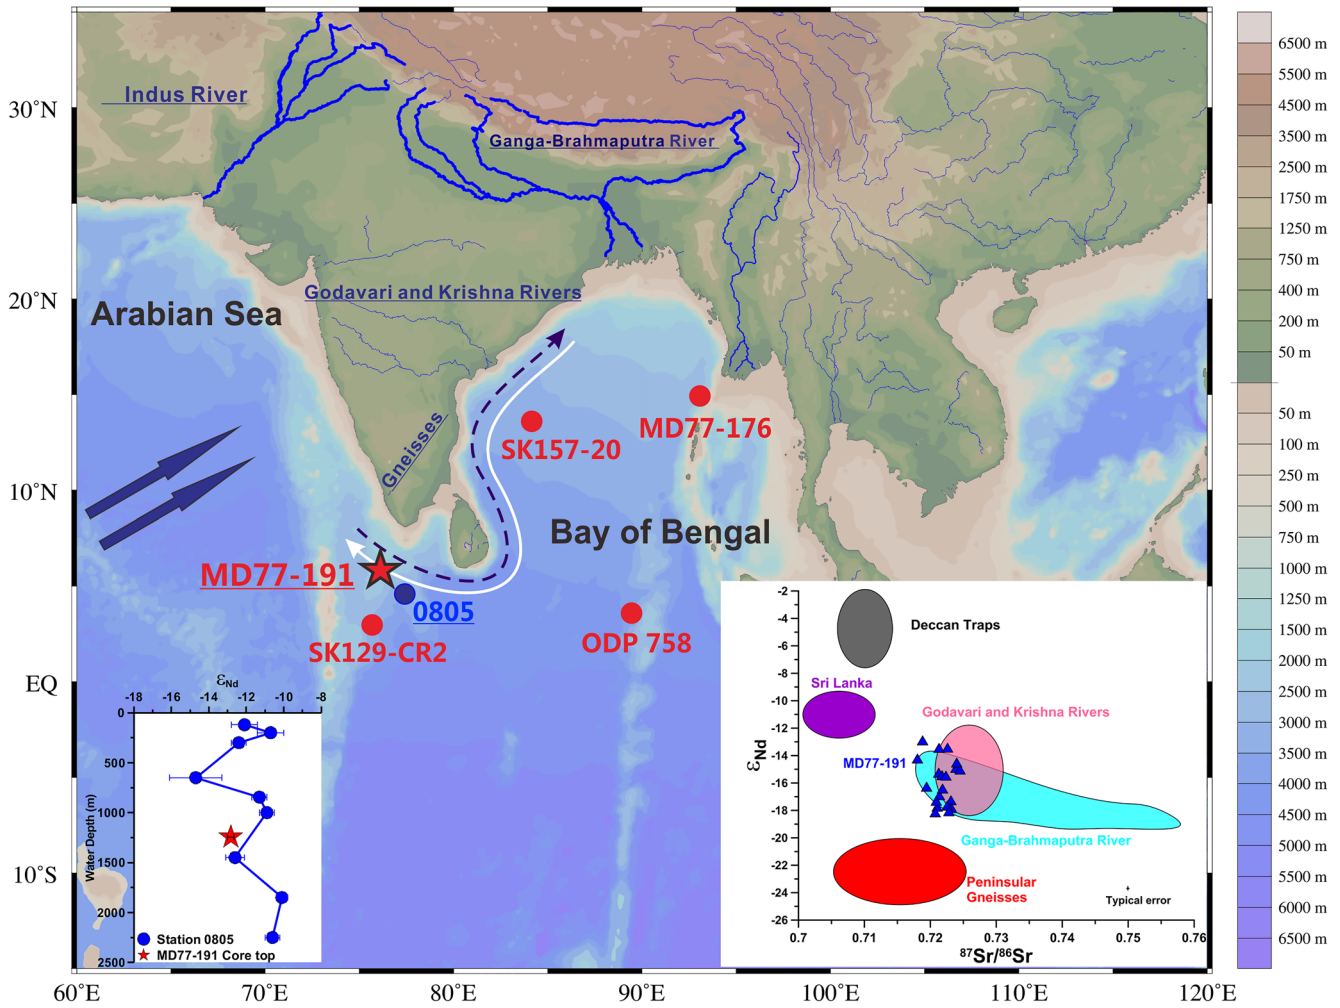 Indus River
Ganga-Brahmaputra River
Godavari and Krishna Rivers
Arabian Sea
Gneisses
MD77-176
SK157-20
Bay of Bengal
MD77-191
0805
SK129-CR2
ODP 758
30°N
20°N
10°N
EQ
10°S
60°E
70°E
80°E
90°E
100°E
110°E
120°E
6500 m
5500 m
4500 m
3500 m
2500 m
1750 m
1250 m
750 m
400 m
200 m
50 m
50 m
100 m
250 m
500 m
750 m
1000 m
1250 m
1500 m
2000 m
2500 m
3000 m
3500 m
4000 m
4500 m
5000 m
5500 m
6000 m
6500 m
εNd
-18 -16 -14 -12 -10 -8
0
500
1000
1500
2000
2500
Water Depth (m)
Station 0805
MD77-191 Core top
-2
-4
-6
-8
-10
-12
-14
-16
-18
-20
-22
-24
-26
εNd
Deccan Traps
Sri Lanka
Godavari and Krishna Rivers
MD77-191
Ganga-Brahmaputra River
Peninsular
Gneisses
Typical error
0.7 0.71 0.72 0.73 0.74 0.75 0.76
⁸⁷Sr/⁸⁶Sr